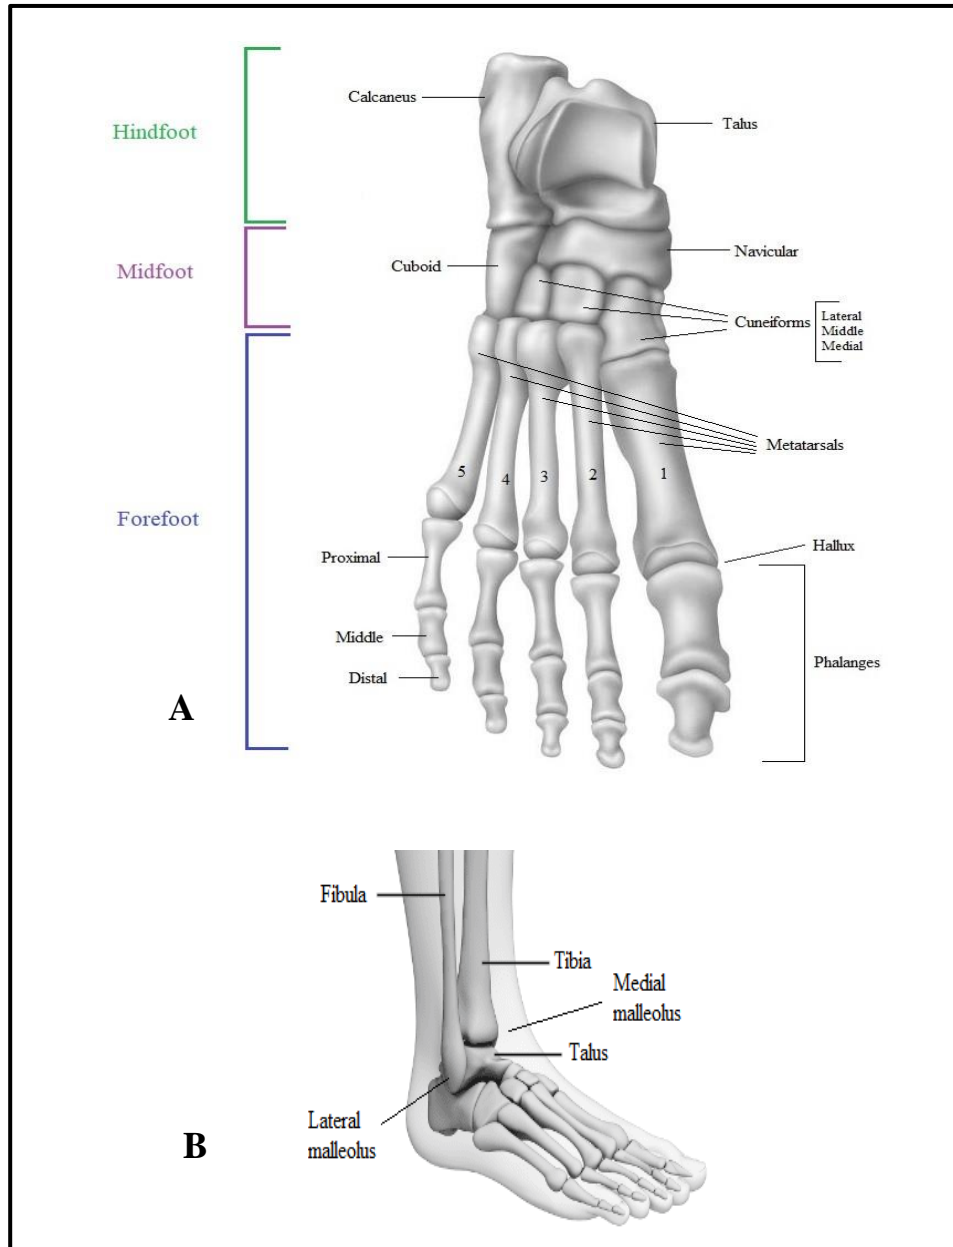 Calcaneus
Hindfoot
Talus
Navicular
Midfoot
Cuboid
Cuneiforms
Lateral
Middle
Medial
Metatarsals
5
4
3
2
1
Forefoot
Hallux
Proximal
Middle
Phalanges
Distal
A
Fibula
Tibia
Medial
malleolus
Talus
Lateral
malleolus
B